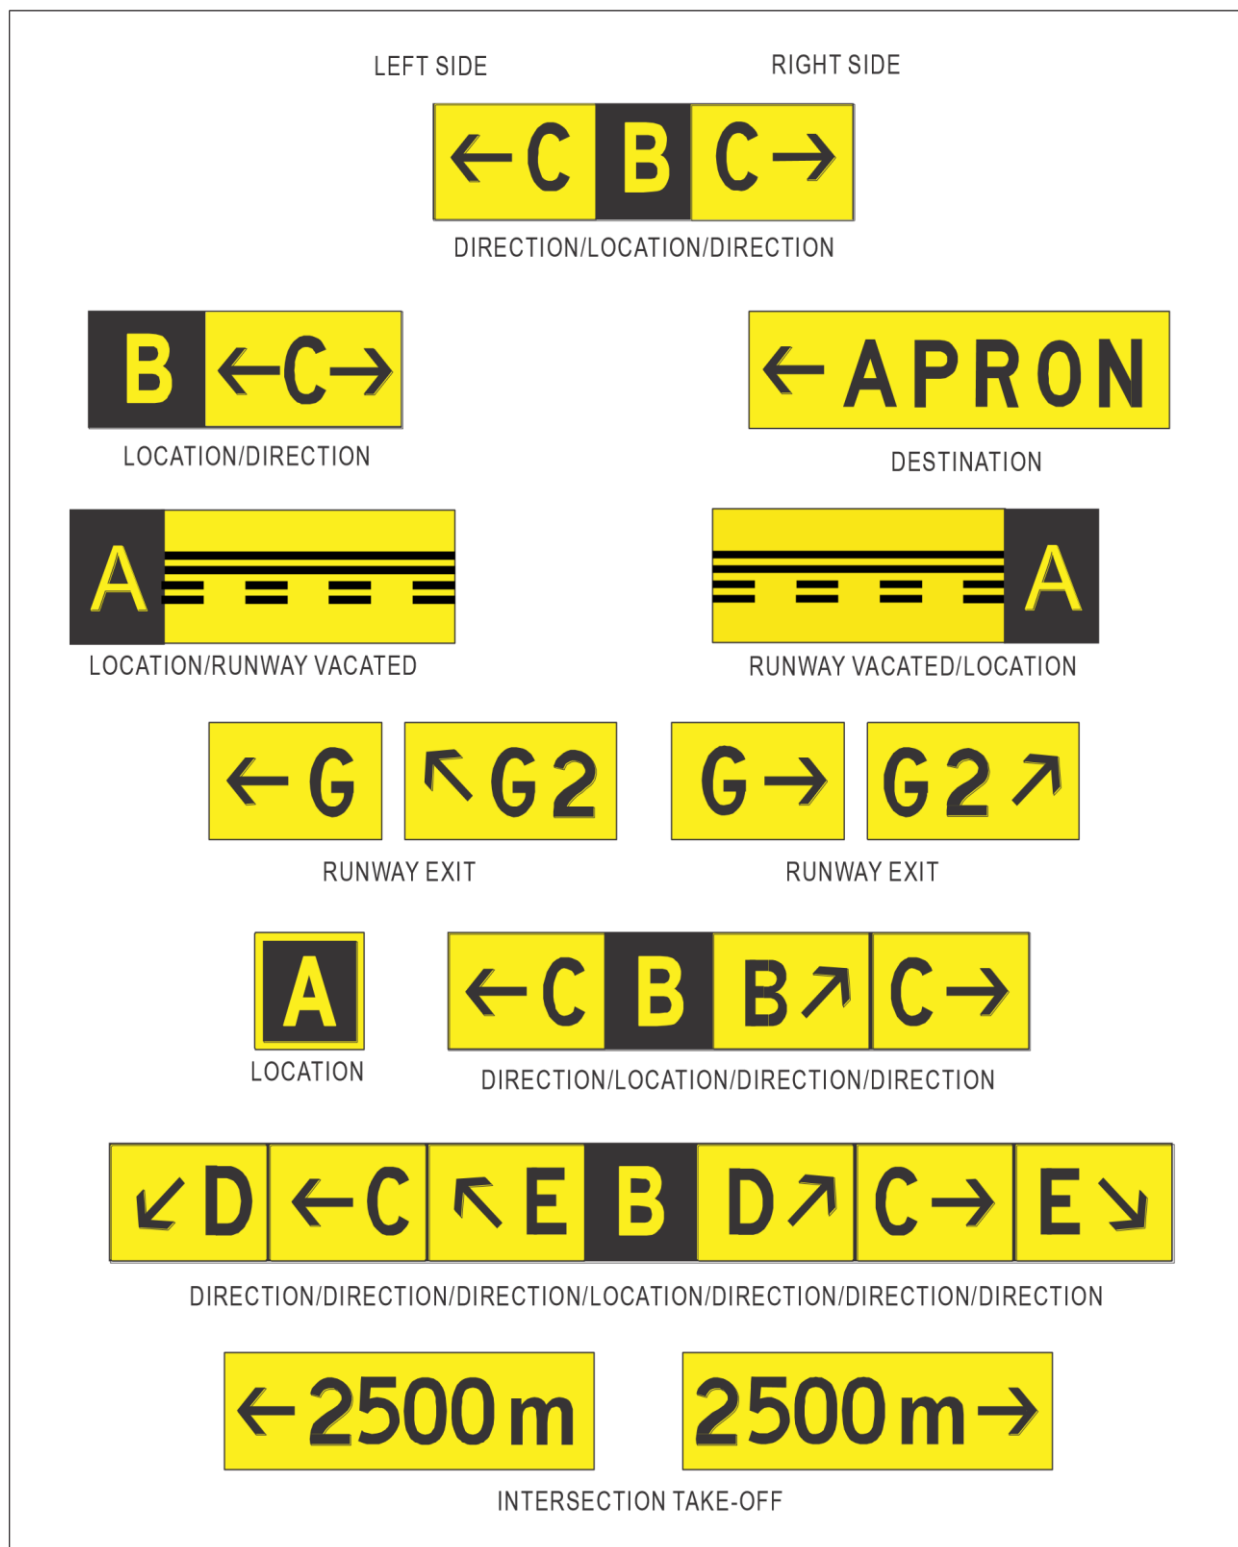 LEFT SIDE RIGHT SIDE
←C B C→
DIRECTION/LOCATION/DIRECTION
B ←C→
← APRON
LOCATION/DIRECTION
DESTINATION
A
A
LOCATION/RUNWAY VACATED
RUNWAY VACATED/LOCATION
←G ↖G2 G→ G2↗
RUNWAY EXIT RUNWAY EXIT
A
←C B B↗ C→
LOCATION
DIRECTION/LOCATION/DIRECTION/DIRECTION
↙D ←C ↖E B D↗ C→ E↘
DIRECTION/DIRECTION/DIRECTION/LOCATION/DIRECTION/DIRECTION/DIRECTION
←2500m 2500m→
INTERSECTION TAKE-OFF